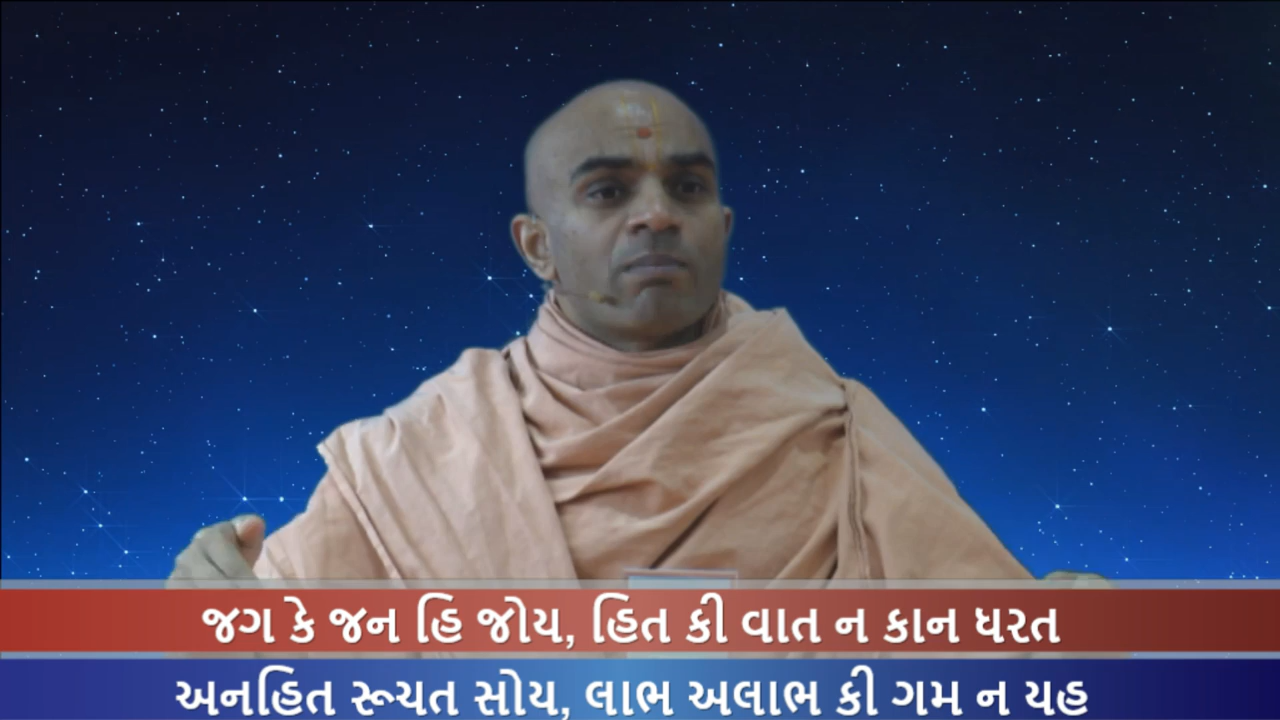 જગ કે જન હિ જોય, હિત કી વાત ન કાન ધરત
અનહિત રૂચત સોય, લાભ અલાભ કી ગમ ન યહ